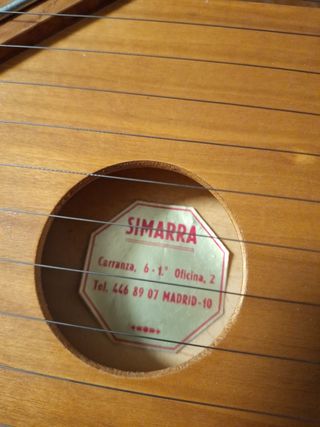 SIMARRA
Carranza, 6 - 1.º Oficina, 2
Tel. 446 89 07 MADRID-10